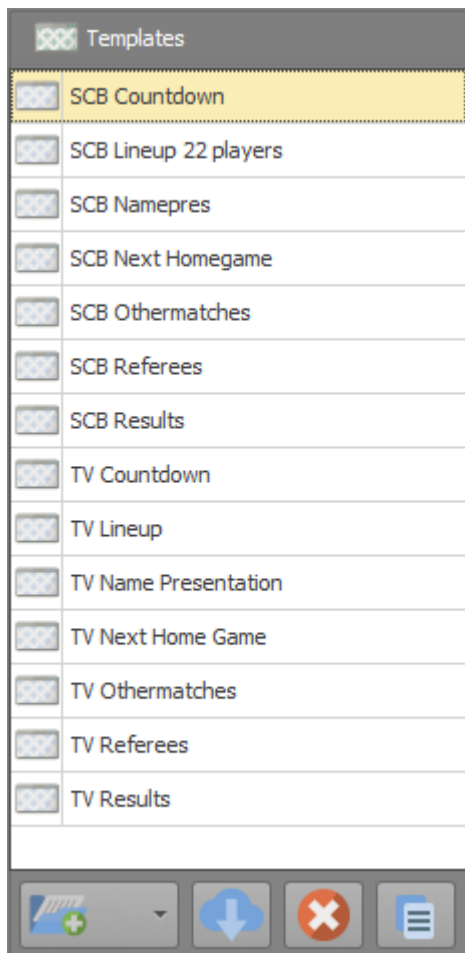 Templates
SCB Countdown
SCB Lineup 22 players
SCB Namepres
SCB Next Homegame
SCB Othermatches
SCB Referees
SCB Results
TV Countdown
TV Lineup
TV Name Presentation
TV Next Home Game
TV Othermatches
TV Referees
TV Results